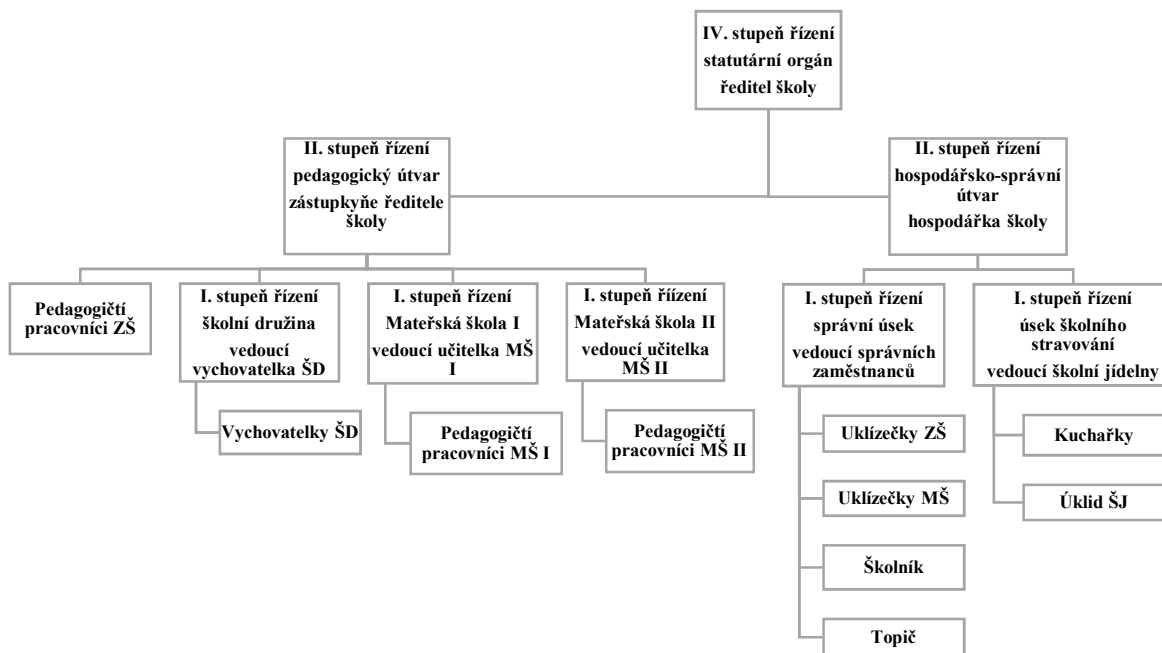 IV. stupeň řízení
statutární orgán
ředitel školy
II. stupeň řízení
pedagogický útvar
zástupkyně ředitele
školy
II. stupeň řízení
hospodářsko-správní
útvar
hospodářka školy
Pedagogičtí
pracovníci ZŠ
I. stupeň řízení
školní družina
vedoucí
vychovatelka ŠD
I. stupeň řízení
Mateřská škola I
vedoucí učitelka MŠ
I
I. stupeň říízení
Mateřská škola II
vedoucí učitelka
MŠ II
I. stupeň řízení
správní úsek
vedoucí správních
zaměstnanců
I. stupeň řízení
úsek školního
stravování
vedoucí školní jídelny
Vychovatelky ŠD
Pedagogičtí
pracovníci MŠ I
Pedagogičtí
pracovníci MŠ II
Uklízečky ZŠ
Uklízečky MŠ
Školník
Topič
Kuchařky
Úklid ŠJ